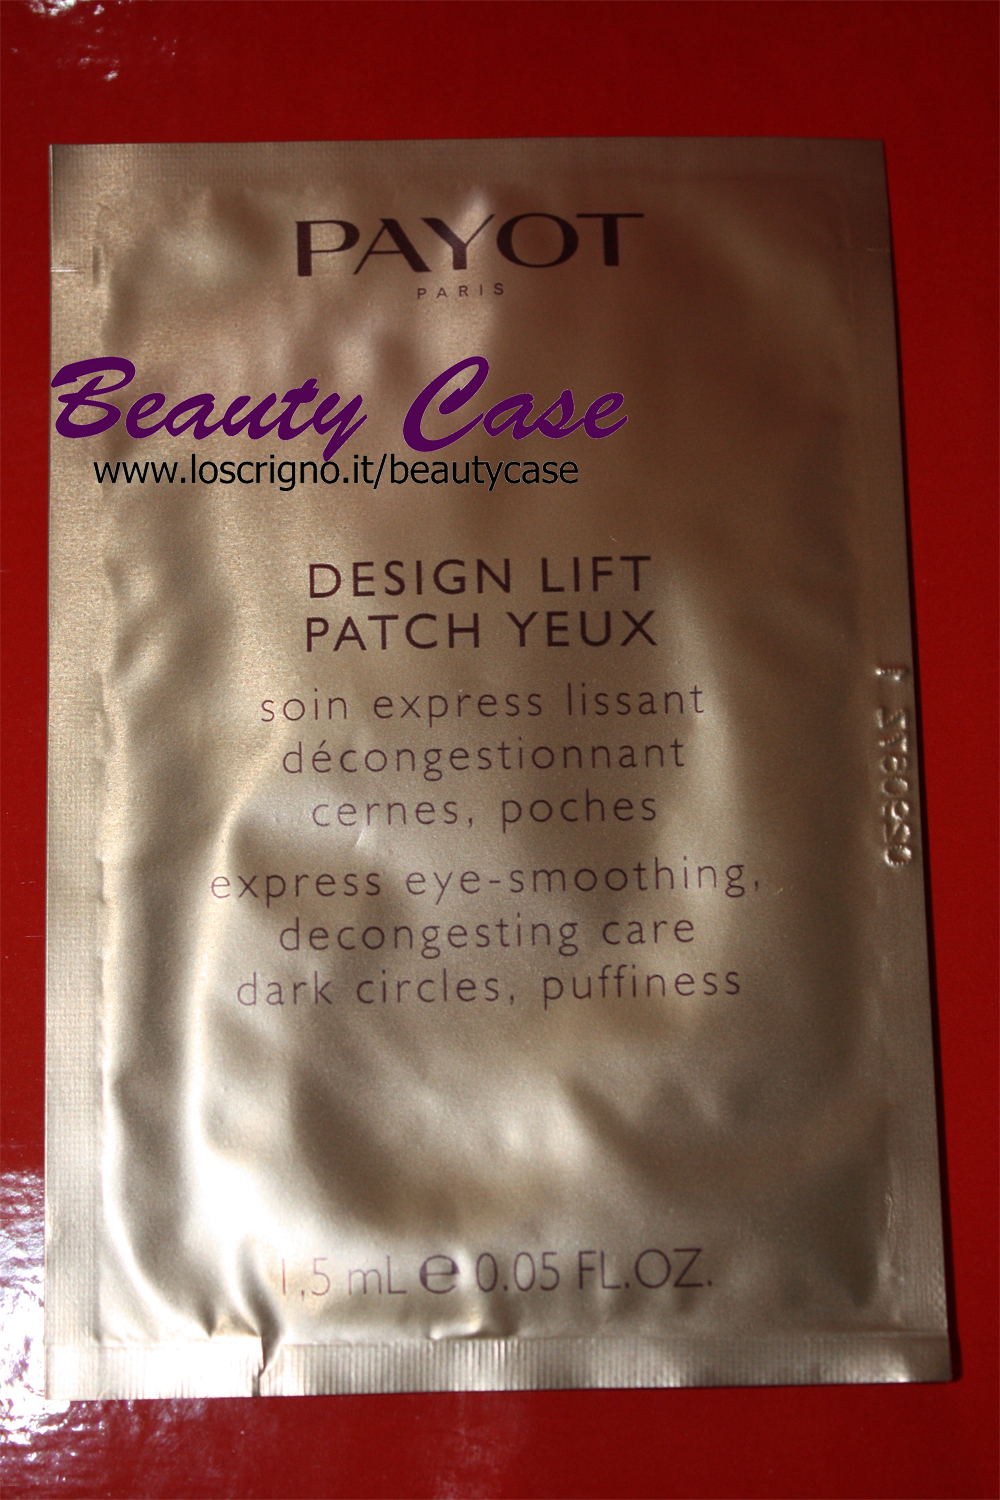 PAYOT
PARIS
Beauty Case
www.loscrigno.it/beautycase
DESIGN LIFT
PATCH YEUX
soin express lissant
décongestionnant
cernes, poches
express eye-smoothing,
decongesting care
dark circles, puffiness
1,5 mL e 0.05 FL.OZ.